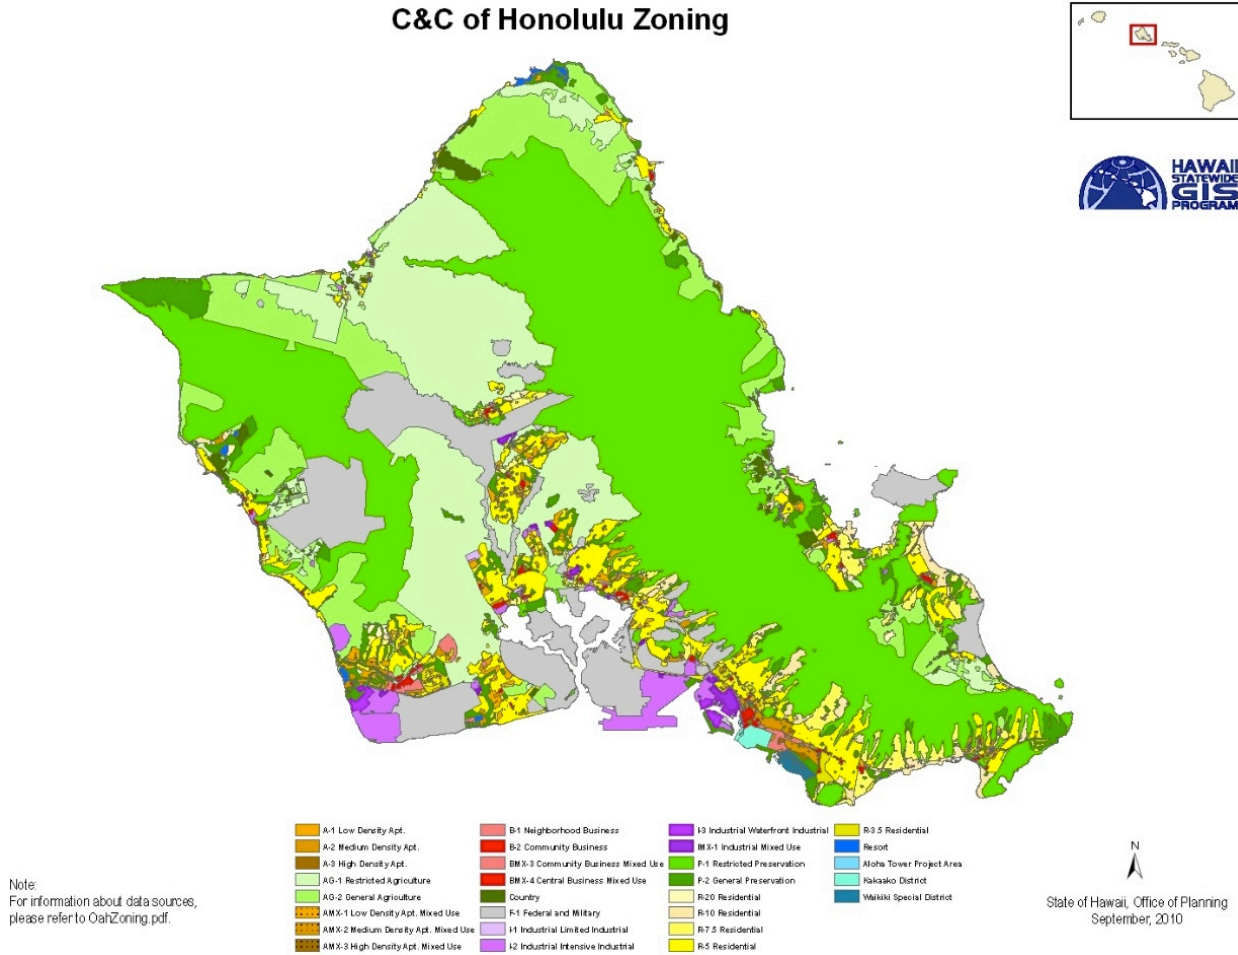 C&C of Honolulu Zoning
HAWAII
STATEWIDE
GIS
PROGRAM
A-1 Low Density Apt.
A-2 Medium Density Apt.
A-3 High Density Apt.
AG-1 Restricted Agriculture
AG-2 General Agriculture
AMX-1 Low Density Apt. Mixed Use
AMX-2 Medium Density Apt. Mixed Use
AMX-3 High Density Apt. Mixed Use
B-1 Neighborhood Business
B-2 Community Business
BMX-3 Community Business Mixed Use
BMX-4 Central Business Mixed Use
Country
F-1 Federal and Military
I-1 Industrial Limited Industrial
I-2 Industrial Intensive Industrial
I-3 Industrial Waterfront Industrial
IMX-1 Industrial Mixed Use
P-1 Restricted Preservation
P-2 General Preservation
R-20 Residential
R-10 Residential
R-7.5 Residential
R-5 Residential
R-3.5 Residential
Resort
Aloha Tower Project Area
Kakaako District
Waikiki Special District
Note:
For information about data sources,
please refer to OahZoning.pdf.
N
State of Hawaii, Office of Planning
September, 2010